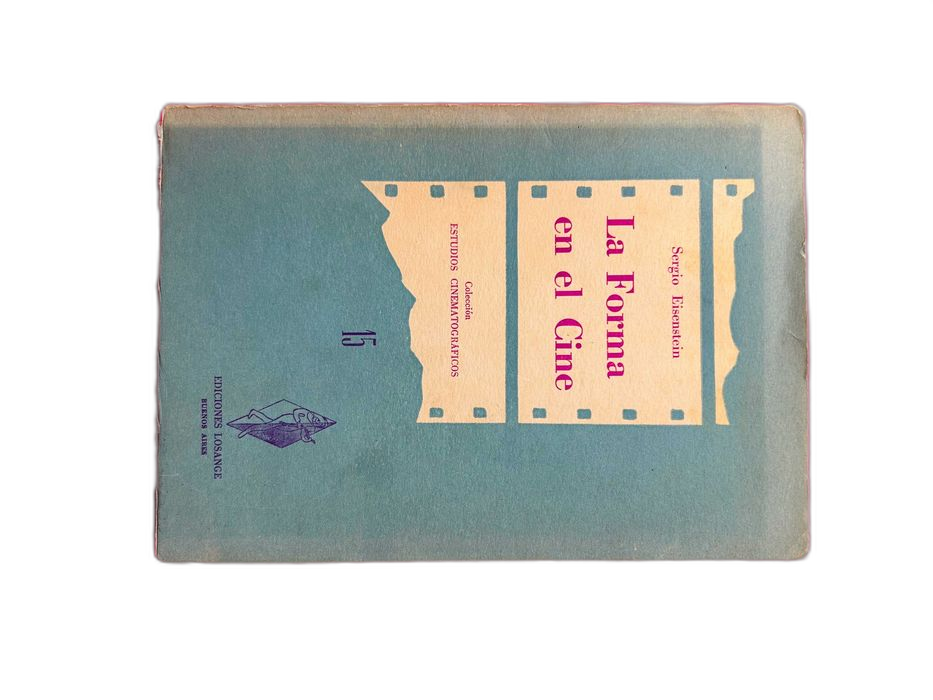 Sergio Eisenstein
La Forma
en el Cine
Colección
ESTUDIOS CINEMATOGRÁFICOS
15
EDICIONES LOSANGE
BUENOS AIRES